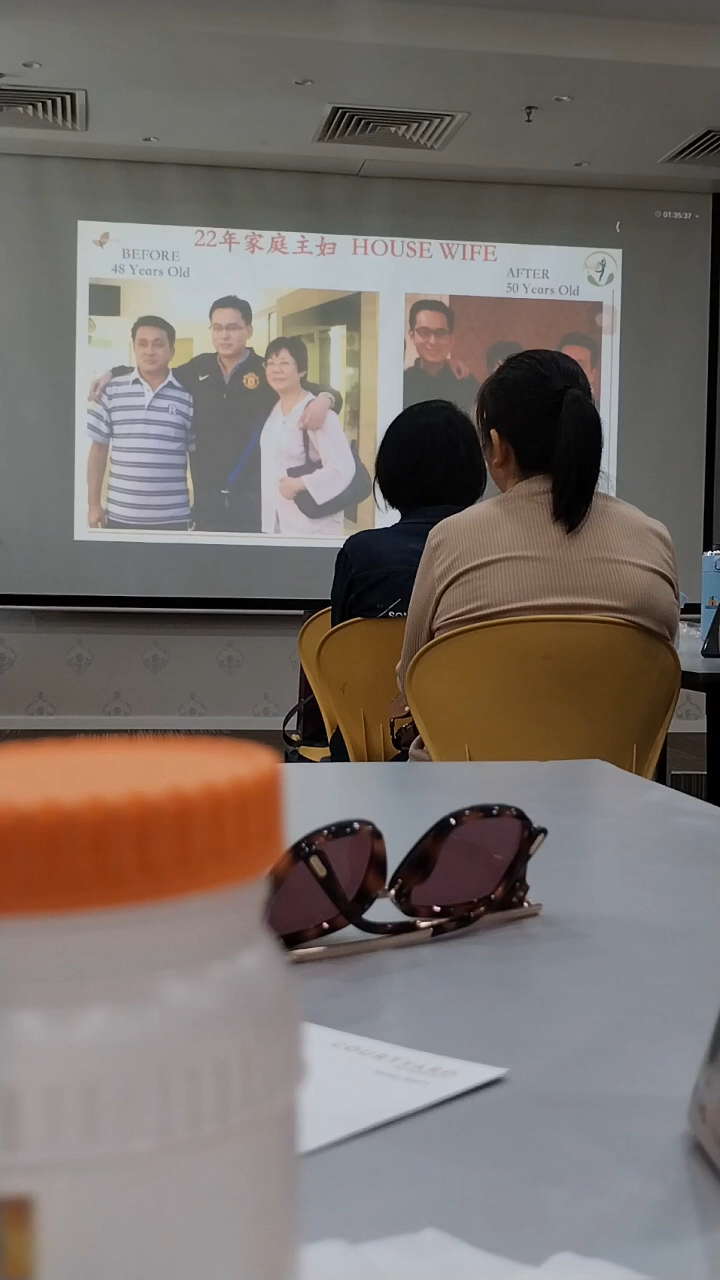 01:35:37
22年家庭主妇 HOUSE WIFE
BEFORE
48 Years Old
AFTER
50 Years Old
COURTYARD